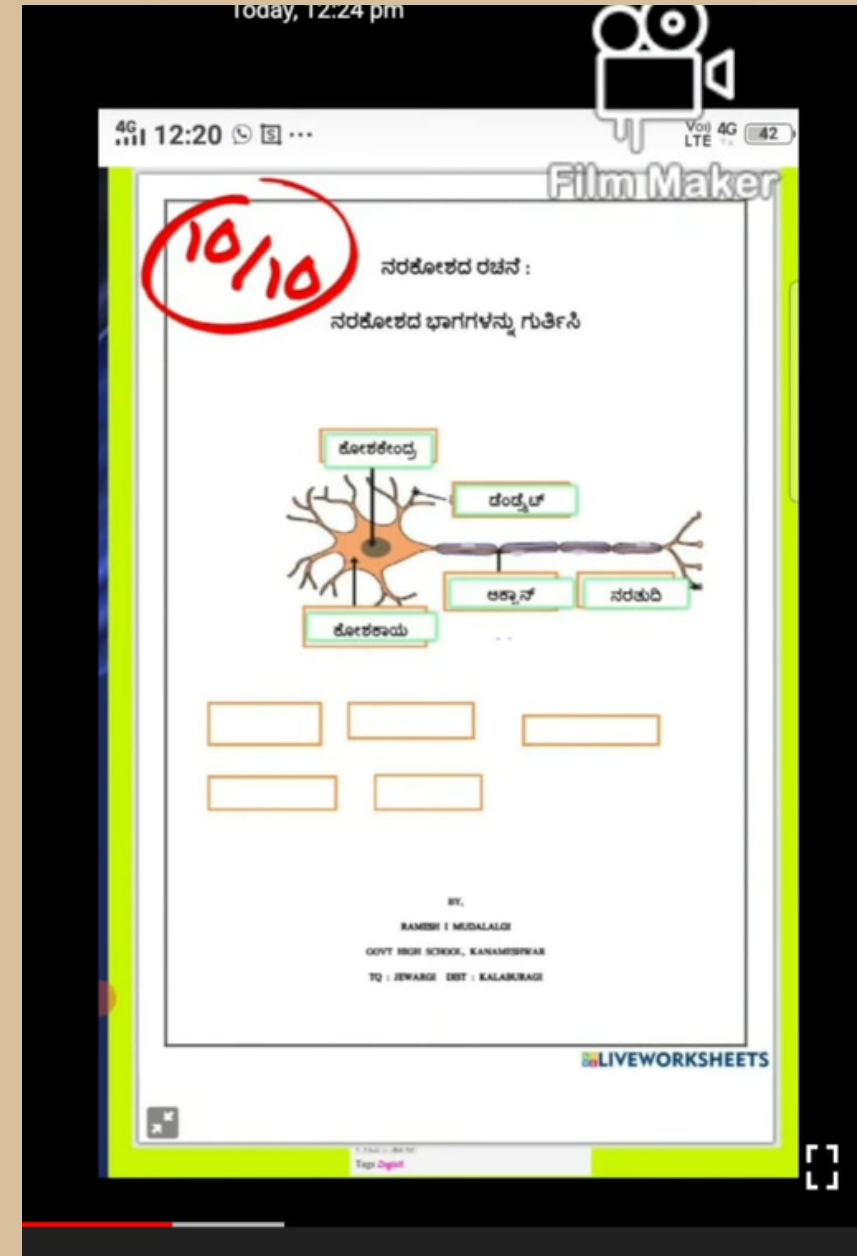 Today, 12:24 pm
4G 12:20 ...
Vo) 4G LTE 42
Film Maker
10/10
ನರಕೋಶದ ರಚನೆ :
ನರಕೋಶದ ಭಾಗಗಳನ್ನು ಗುರ್ತಿಸಿ
ಕೋಶಕೇಂದ್ರ
ಡೆಂಡ್ರೈಟ್
ಆಕ್ಸಾನ್
ನರತುದಿ
ಕೋಶಕಾಯ
BY,
RAMESH I MUDALALGI
GOVT HIGH SCHOOL, KANAMESHWAR
TQ : JEWARGI DIST : KALABURAGI
LIVEWORKSHEETS
Tags